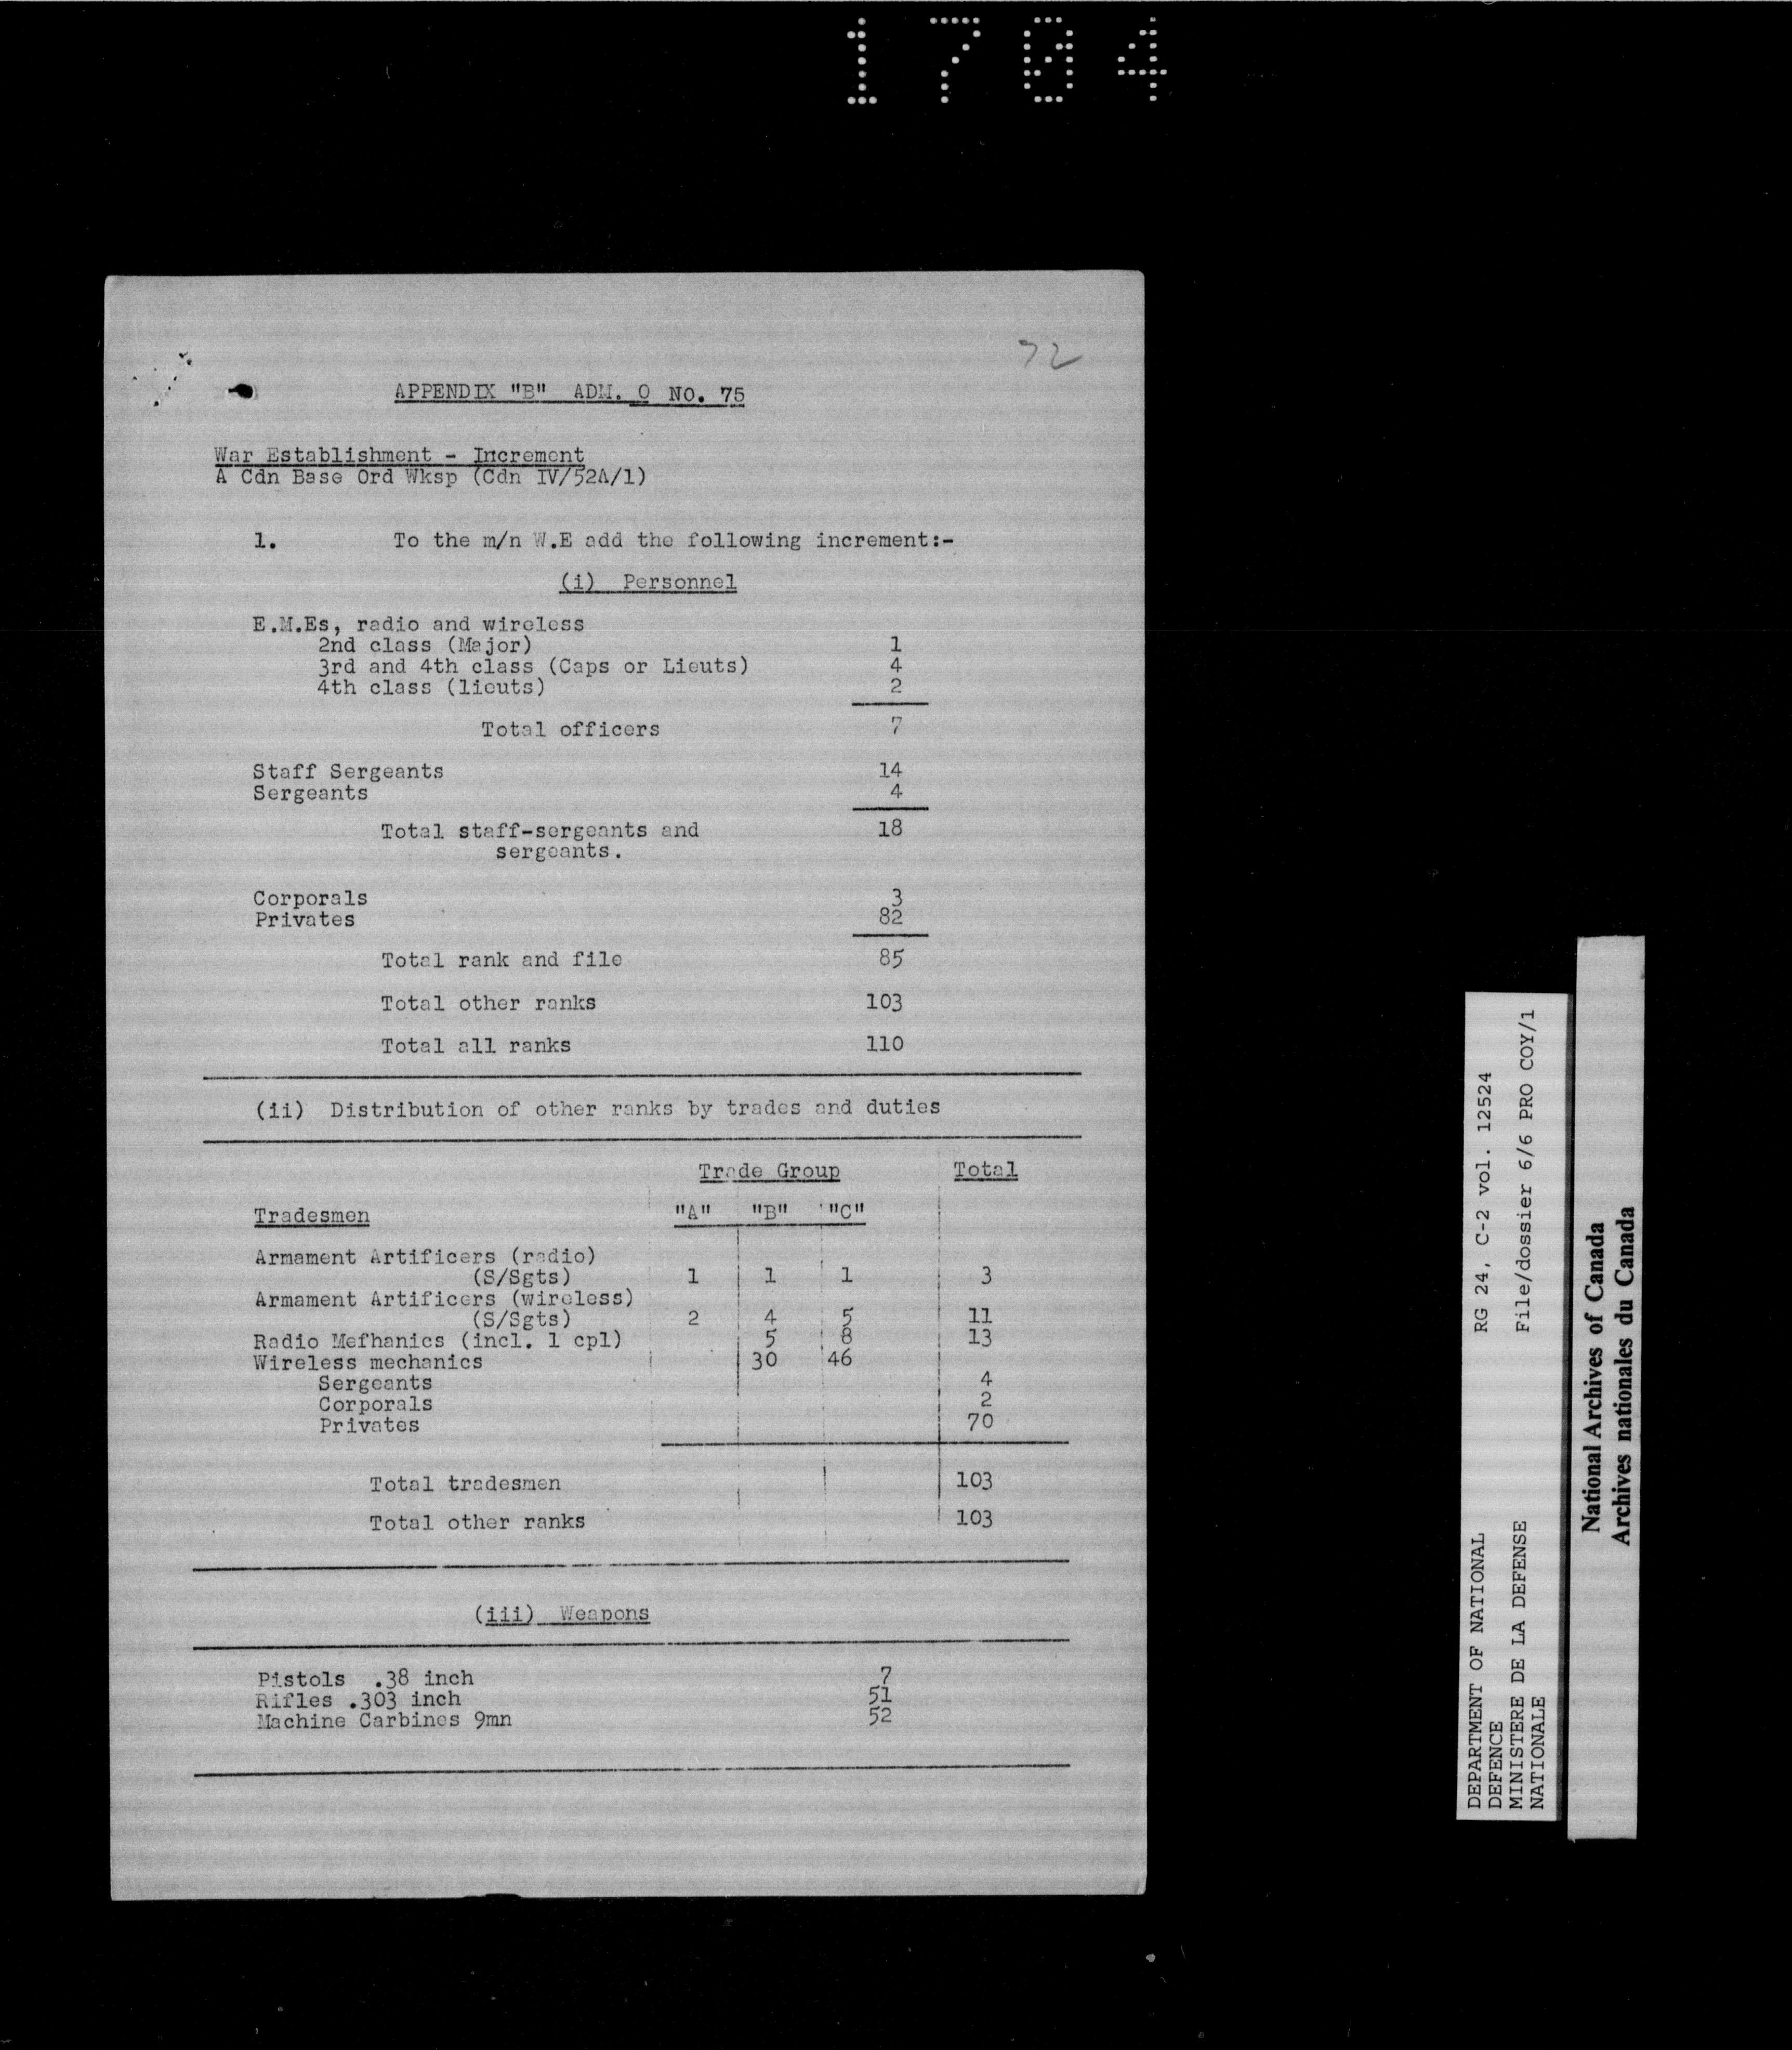 1704
72
APPENDIX "B" ADM. O NO. 75
War Establishment - Increment
A Cdn Base Ord Wksp (Cdn IV/52A/1)
1. To the m/n W.E add the following increment:-
(i) Personnel
E.M.Es, radio and wireless
2nd class (Major) 1
3rd and 4th class (Caps or Lieuts) 4
4th class (lieuts) 2
Total officers 7
Staff Sergeants 14
Sergeants 4
Total staff-sergeants and 18
sergeants.
Corporals 3
Privates 82
Total rank and file 85
Total other ranks 103
Total all ranks 110
(ii) Distribution of other ranks by trades and duties
Trade Group Total
Tradesmen "A" "B" "C"
Armament Artificers (radio)
(S/Sgts) 1 1 1 3
Armament Artificers (wireless)
(S/Sgts) 2 4 5 11
Radio Mefhanics (incl. 1 cpl) 5 8 13
Wireless mechanics 30 46
Sergeants 4
Corporals 2
Privates 70
Total tradesmen 103
Total other ranks 103
(iii) Weapons
Pistols .38 inch 7
Rifles .303 inch 51
Machine Carbines 9mn 52
DEPARTMENT OF NATIONAL RG 24, C-2 vol. 12524
DEFENCE
MINISTERE DE LA DEFENSE File/dossier 6/6 PRO COY/1
NATIONALE
National Archives of Canada
Archives nationales du Canada